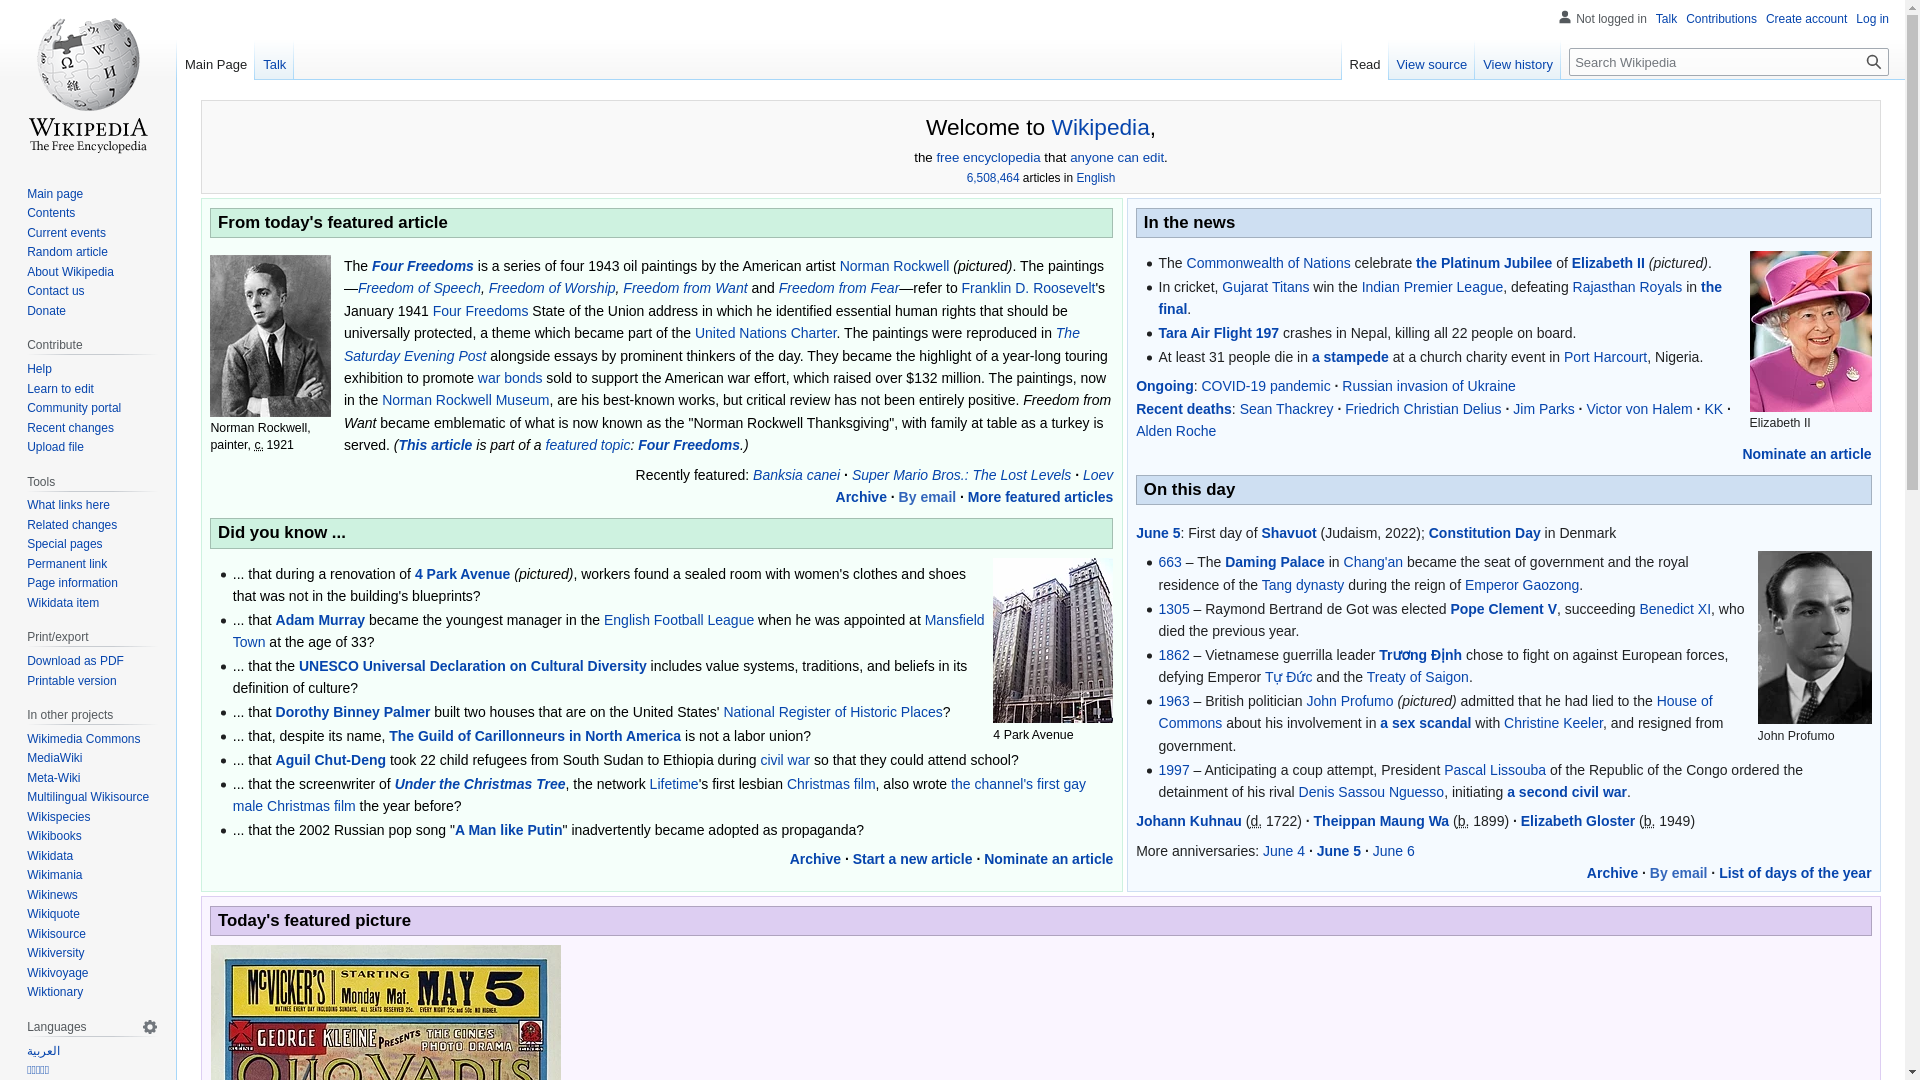 Not logged in Talk Contributions Create account Log in
Main Page Talk
Read View source View history Search Wikipedia
WIKIPEDIA
The Free Encyclopedia
Main page
Contents
Current events
Random article
About Wikipedia
Contact us
Donate
Contribute
Help
Learn to edit
Community portal
Recent changes
Upload file
Tools
What links here
Related changes
Special pages
Permanent link
Page information
Wikidata item
Print/export
Download as PDF
Printable version
In other projects
Wikimedia Commons
MediaWiki
Meta-Wiki
Multilingual Wikisource
Wikispecies
Wikibooks
Wikidata
Wikimania
Wikinews
Wikiquote
Wikisource
Wikiversity
Wikivoyage
Wiktionary
Languages
العربية
Welcome to Wikipedia,
the free encyclopedia that anyone can edit.
6,508,464 articles in English
From today's featured article
Norman Rockwell,
painter, c. 1921
The Four Freedoms is a series of four 1943 oil paintings by the American artist Norman Rockwell (pictured). The paintings
—Freedom of Speech, Freedom of Worship, Freedom from Want and Freedom from Fear—refer to Franklin D. Roosevelt's
January 1941 Four Freedoms State of the Union address in which he identified essential human rights that should be
universally protected, a theme which became part of the United Nations Charter. The paintings were reproduced in The
Saturday Evening Post alongside essays by prominent thinkers of the day. They became the highlight of a year-long touring
exhibition to promote war bonds sold to support the American war effort, which raised over $132 million. The paintings, now
in the Norman Rockwell Museum, are his best-known works, but critical review has not been entirely positive. Freedom from
Want became emblematic of what is now known as the "Norman Rockwell Thanksgiving", with family at table as a turkey is
served. (This article is part of a featured topic: Four Freedoms.)
Recently featured: Banksia canei · Super Mario Bros.: The Lost Levels · Loev
Archive · By email · More featured articles
Did you know ...
4 Park Avenue
... that during a renovation of 4 Park Avenue (pictured), workers found a sealed room with women's clothes and shoes
that was not in the building's blueprints?
... that Adam Murray became the youngest manager in the English Football League when he was appointed at Mansfield
Town at the age of 33?
... that the UNESCO Universal Declaration on Cultural Diversity includes value systems, traditions, and beliefs in its
definition of culture?
... that Dorothy Binney Palmer built two houses that are on the United States' National Register of Historic Places?
... that, despite its name, The Guild of Carillonneurs in North America is not a labor union?
... that Aguil Chut-Deng took 22 child refugees from South Sudan to Ethiopia during civil war so that they could attend school?
... that the screenwriter of Under the Christmas Tree, the network Lifetime's first lesbian Christmas film, also wrote the channel's first gay
male Christmas film the year before?
... that the 2002 Russian pop song "A Man like Putin" inadvertently became adopted as propaganda?
Archive · Start a new article · Nominate an article
In the news
Elizabeth II
The Commonwealth of Nations celebrate the Platinum Jubilee of Elizabeth II (pictured).
In cricket, Gujarat Titans win the Indian Premier League, defeating Rajasthan Royals in the
final.
Tara Air Flight 197 crashes in Nepal, killing all 22 people on board.
At least 31 people die in a stampede at a church charity event in Port Harcourt, Nigeria.
Ongoing: COVID-19 pandemic · Russian invasion of Ukraine
Recent deaths: Sean Thackrey · Friedrich Christian Delius · Jim Parks · Victor von Halem · KK ·
Alden Roche
Nominate an article
On this day
June 5: First day of Shavuot (Judaism, 2022); Constitution Day in Denmark
John Profumo
663 – The Daming Palace in Chang'an became the seat of government and the royal
residence of the Tang dynasty during the reign of Emperor Gaozong.
1305 – Raymond Bertrand de Got was elected Pope Clement V, succeeding Benedict XI, who
died the previous year.
1862 – Vietnamese guerrilla leader Trương Định chose to fight on against European forces,
defying Emperor Tự Đức and the Treaty of Saigon.
1963 – British politician John Profumo (pictured) admitted that he had lied to the House of
Commons about his involvement in a sex scandal with Christine Keeler, and resigned from
government.
1997 – Anticipating a coup attempt, President Pascal Lissouba of the Republic of the Congo ordered the
detainment of his rival Denis Sassou Nguesso, initiating a second civil war.
Johann Kuhnau (d. 1722) · Theippan Maung Wa (b. 1899) · Elizabeth Gloster (b. 1949)
More anniversaries: June 4 · June 5 · June 6
Archive · By email · List of days of the year
Today's featured picture
McVICKER'S STARTING
Monday Mat. MAY 5
GEORGE KLEINE PRESENTS THE CINES
PHOTO DRAMA
QUO VADIS